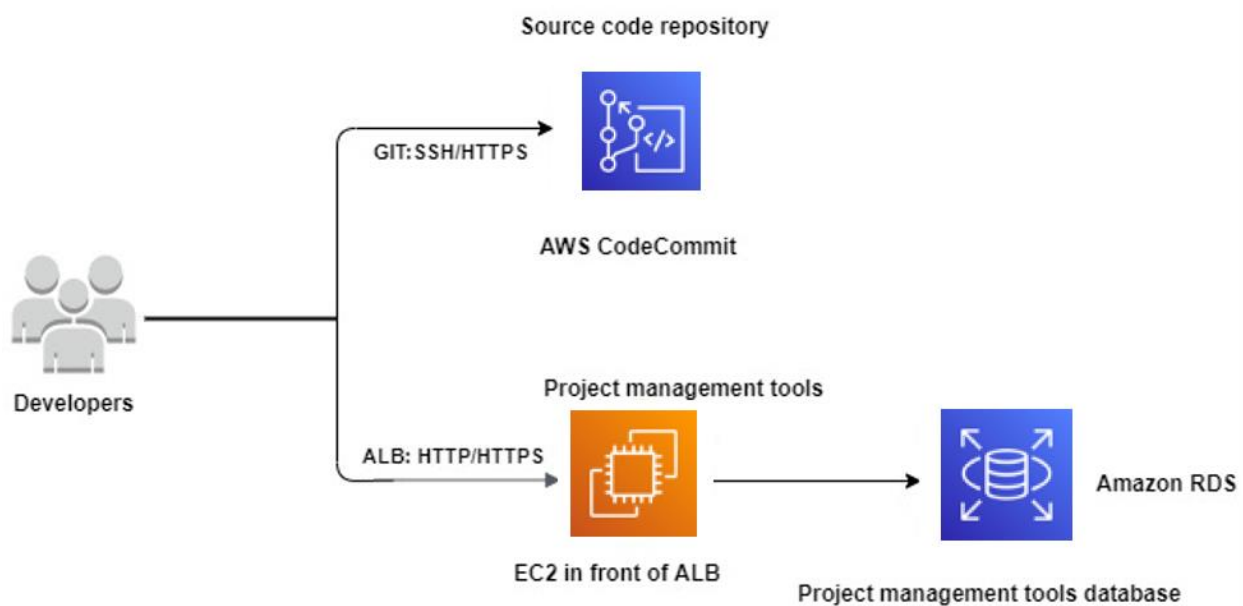 Source code repository
GIT:SSH/HTTPS
</>
AWS CodeCommit
Developers
Project management tools
ALB: HTTP/HTTPS
Amazon RDS
EC2 in front of ALB
Project management tools database